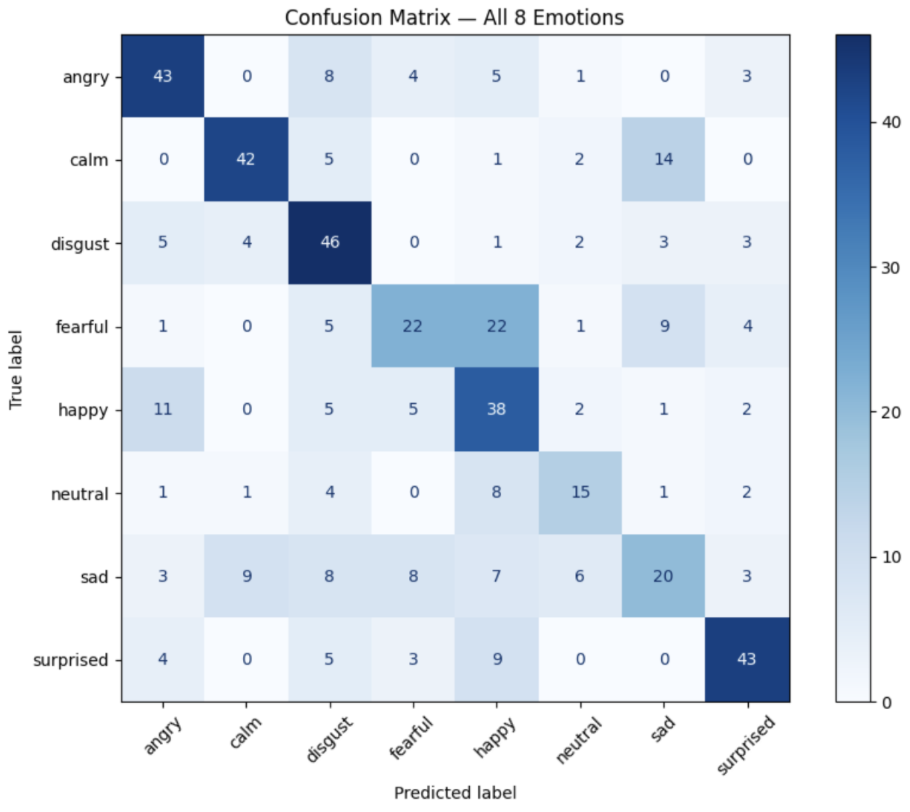 Confusion Matrix — All 8 Emotions
True label
angry 43 0 8 4 5 1 0 3
calm 0 42 5 0 1 2 14 0
disgust 5 4 46 0 1 2 3 3
fearful 1 0 5 22 22 1 9 4
happy 11 0 5 5 38 2 1 2
neutral 1 1 4 0 8 15 1 2
sad 3 9 8 8 7 6 20 3
surprised 4 0 5 3 9 0 0 43
angry calm disgust fearful happy neutral sad surprised
Predicted label
40
30
20
10
0